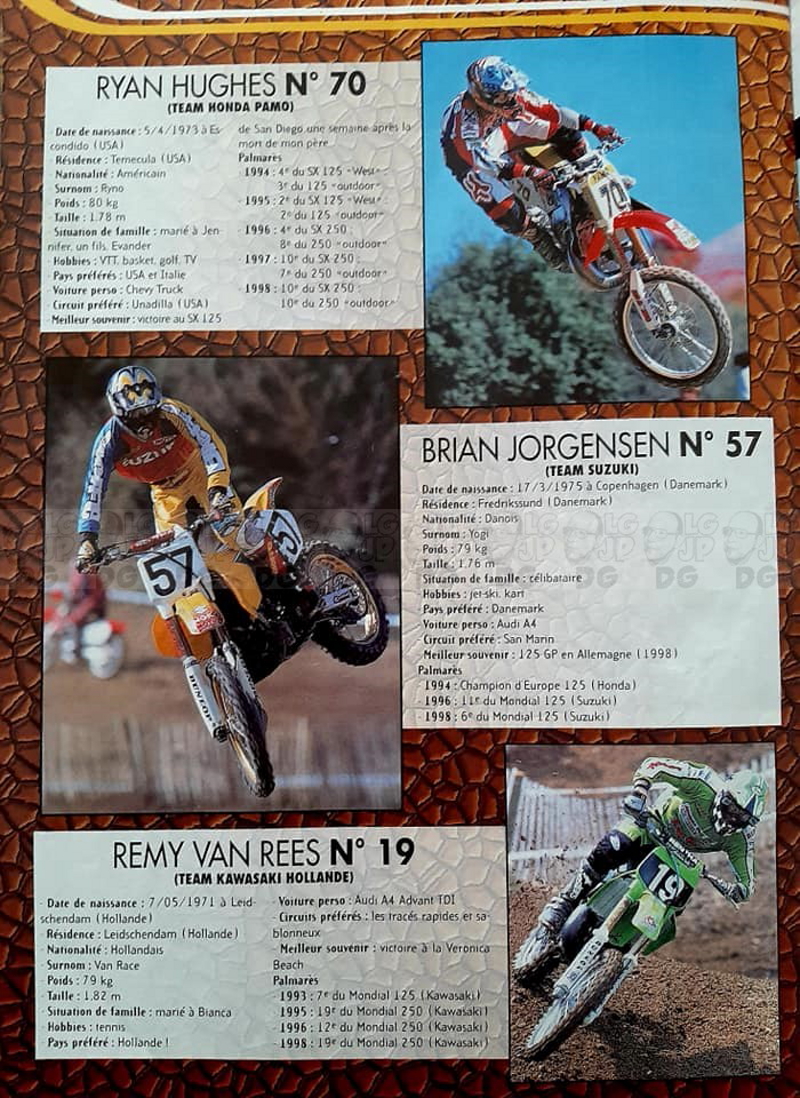 RYAN HUGHES N° 70
(TEAM HONDA PAMO)
· Date de naissance : 5/4/1973 à Es-
condido (USA)
· Résidence : Temecula (USA)
· Nationalité : Américain
· Surnom : Ryno
· Poids : 80 kg
· Taille : 1.78 m
· Situation de famille : marié à Jen-
nifer, un fils, Evander
· Hobbies : VTT, basket, golf, TV
· Pays préférés : USA et Italie
· Voiture perso : Chevy Truck
· Circuit préféré : Unadilla (USA)
· Meilleur souvenir : victoire au SX 125
de San Diego une semaine après la
mort de mon père
Palmarès
· 1994 : 4e du SX 125 "West" ;
3e du 125 "outdoor"
· 1995 : 2e du SX 125 "West" ;
2e du 125 "outdoor"
· 1996 : 4e du SX 250 ;
8e du 250 "outdoor"
· 1997 : 10e du SX 250 ;
7e du 250 "outdoor"
· 1998 : 10e du SX 250 ;
10e du 250 "outdoor"
70
BRIAN JORGENSEN N° 57
(TEAM SUZUKI)
Date de naissance : 17/3/1975 à Copenhagen (Danemark)
· Résidence : Fredrikssund (Danemark)
· Nationalité : Danois
· Surnom : Yogi
· Poids : 79 kg
· Taille : 1.76 m
· Situation de famille : célibataire
· Hobbies : jet-ski, kart
· Pays préféré : Danemark
· Voiture perso : Audi A4
· Circuit préféré : San Marin
· Meilleur souvenir : 125 GP en Allemagne (1998)
Palmarès
· 1994 : Champion d'Europe 125 (Honda)
· 1996 : 11e du Mondial 125 (Suzuki)
· 1998 : 6e du Mondial 125 (Suzuki)
SUZUKI
57
57
DUNLOP
LG
JP
DG
REMY VAN REES N° 19
(TEAM KAWASAKI HOLLANDE)
· Date de naissance : 7/05/1971 à Leid-
schendam (Hollande)
· Résidence : Leidschendam (Hollande)
· Nationalité : Hollandais
· Surnom : Van Race
· Poids : 79 kg
· Taille : 1.82 m
· Situation de famille : marié à Bianca
· Hobbies : tennis
· Pays préféré : Hollande !
· Voiture perso : Audi A4 Advant TDI
· Circuits préférés : les tracés rapides et sa-
blonneux
· Meilleur souvenir : victoire à la Veronica
Beach
Palmarès
· 1993 : 7e du Mondial 125 (Kawasaki)
· 1995 : 19e du Mondial 250 (Kawasaki)
· 1996 : 12e du Mondial 250 (Kawasaki)
· 1998 : 19e du Mondial 250 (Kawasaki)
19